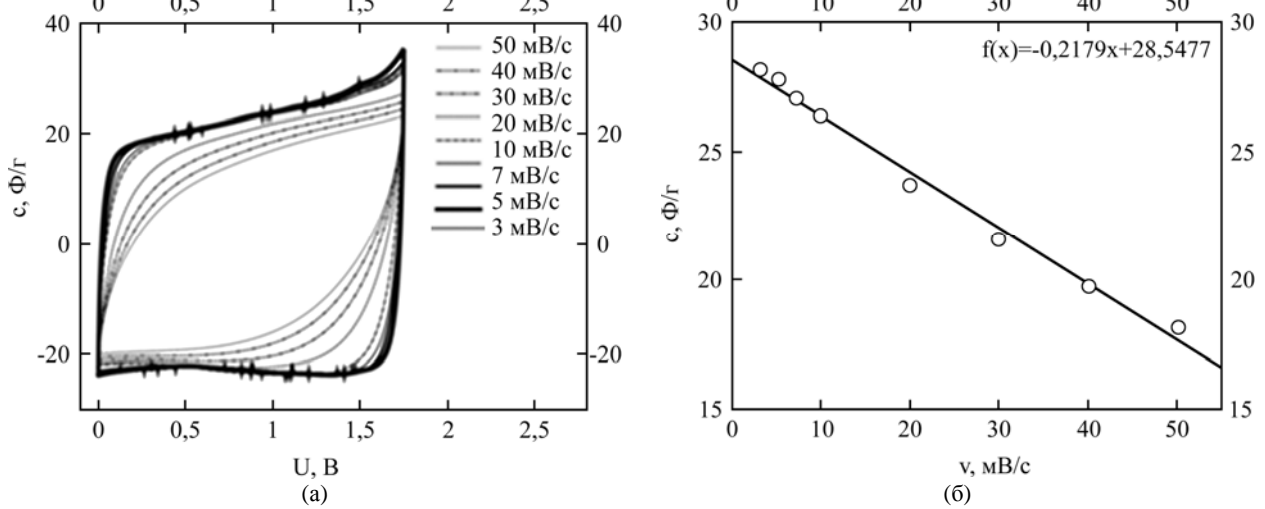 0 0,5 1 1,5 2 2,5
40 40
50 мВ/с
40 мВ/с
30 мВ/с
20 20
20 мВ/с
10 мВ/с
7 мВ/с
5 мВ/с
3 мВ/с
0 0
-20 -20
c, Ф/г
0 0,5 1 1,5 2 2,5
U, В
(а)
0 10 20 30 40 50
30 30
f(x)=-0,2179x+28,5477
25 25
20 20
15 15
c, Ф/г
0 10 20 30 40 50
v, мВ/с
(б)